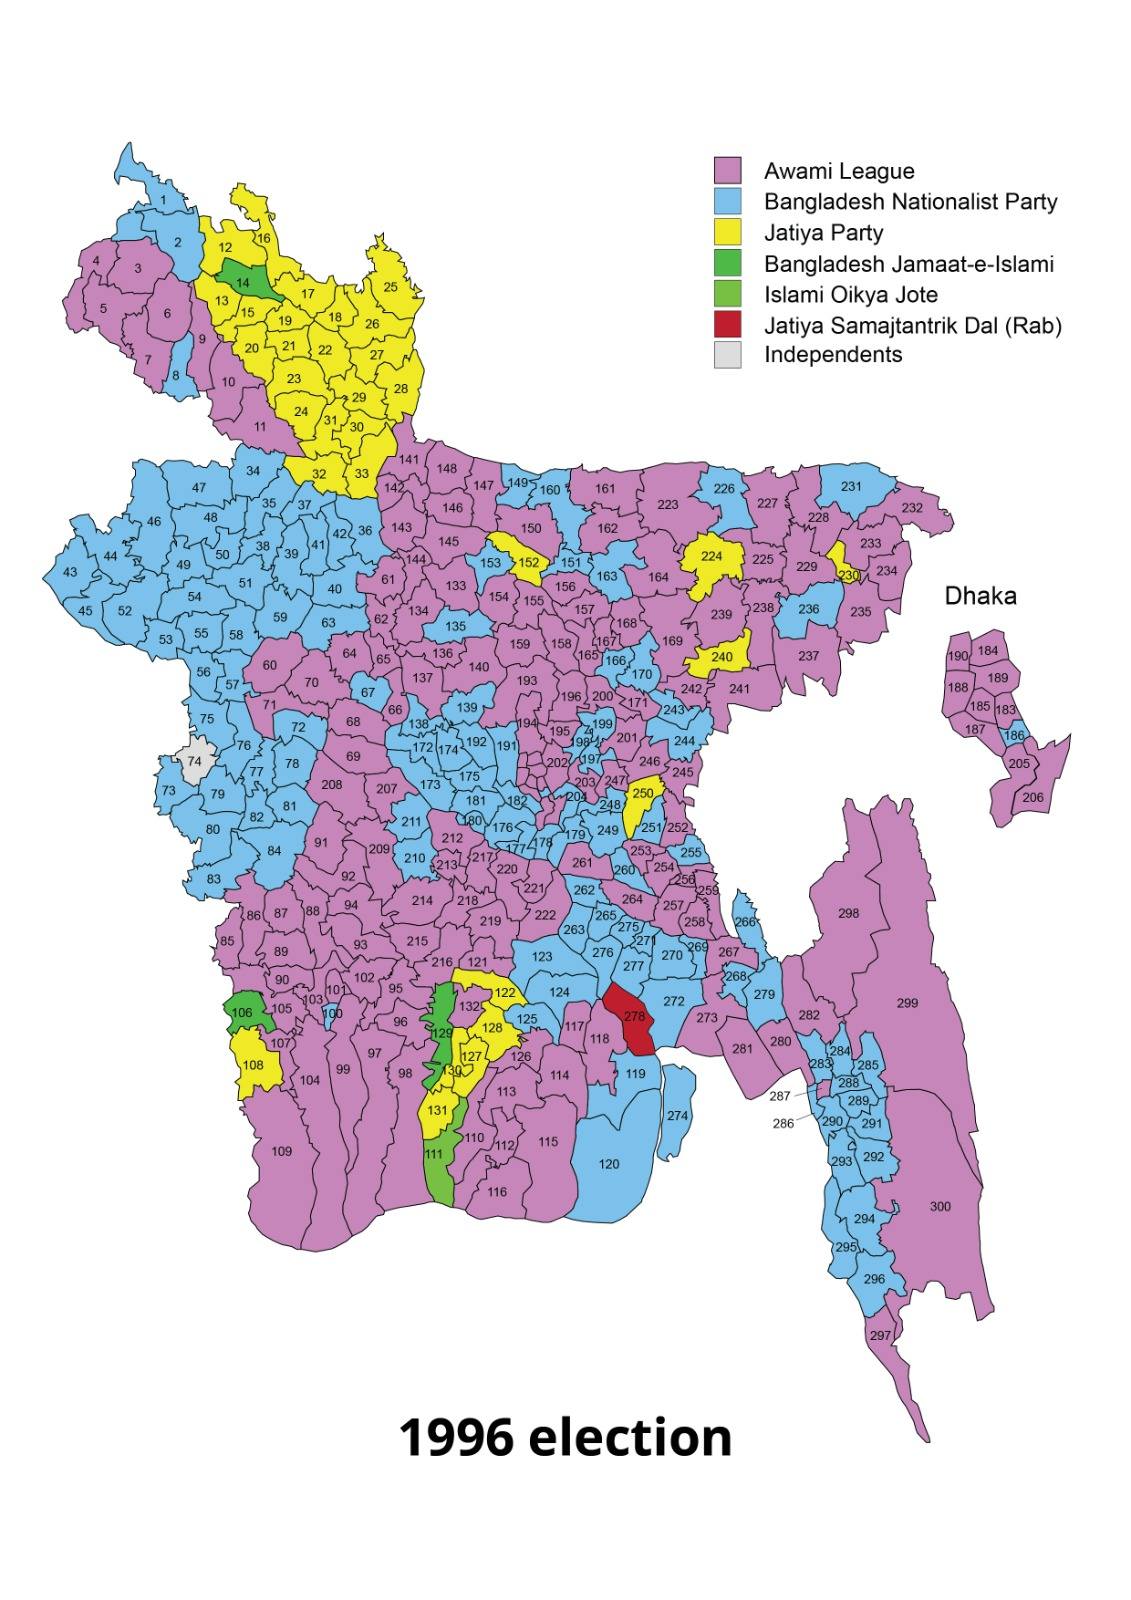 Awami League
Bangladesh Nationalist Party
Jatiya Party
Bangladesh Jamaat-e-Islami
Islami Oikya Jote
Jatiya Samajtantrik Dal (Rab)
Independents
1
2
12 16
4 3 14 25
5 6 13 15 17 18 26
9 19
7 8 20 21 22 27
10 23 28
24 29
11 31 30
32 33
34 141 148
47 35 37 142 147 149 160 161 223 226 227 231
46 48 42 36 146 228 232
44 50 38 39 41 143 150 162 233
43 49 145 144 153 152 151 163 164 224 225 229 230 234
45 52 54 51 40 61 133 154 155 156 236
53 55 58 59 63 62 134 135 157 168 239 238 235
56 57 60 64 65 136 140 159 158 167 165 166 169 240 237
70 67 137 193 196 200 170 171 242 241
75 71 72 68 66 138 139 194 195 199 243
76 74 77 78 69 172 174 192 191 198 201 244
73 79 208 207 173 175 202 197 203 247 246 245
82 81 211 181 182 204 248 250
80 84 91 212 180 176 179 249 251 252
83 209 210 213 217 177 178 261 253 255
92 220 260 254
86 87 88 94 214 218 221 262 264 256 259
85 89 93 215 219 222 263 265 275 257 258 266
90 102 216 121 123 276 271 270 269 267
106 105 103 101 95 122 124 277 272 268 279
100 96 132 125 278 273 282
107 97 129 128 117 118 281 280
108 104 99 98 130 127 126 119 283 284 285
131 113 114 274 287 288
109 111 110 112 115 286 290 289 291
116 120 293 292
294
295
296
297
298
299
300
Dhaka
190 184
188 189
185 183
187 186
205
206
1996 election